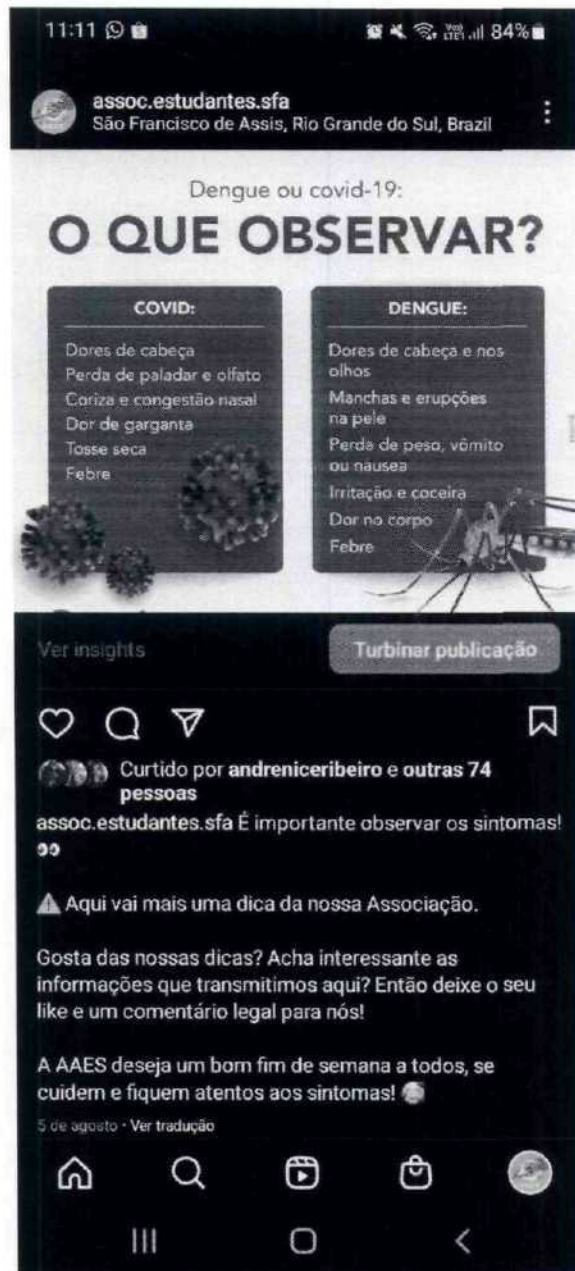 11:11
84%
assoc.estudantes.sfa
São Francisco de Assis, Rio Grande do Sul, Brazil
Dengue ou covid-19:
O QUE OBSERVAR?
COVID:
Dores de cabeça
Perda de paladar e olfato
Coriza e congestão nasal
Dor de garganta
Tosse seca
Febre
DENGUE:
Dores de cabeça e nos
olhos
Manchas e erupções
na pele
Perda de peso, vômito
ou náusea
Irritação e coceira
Dor no corpo
Febre
Ver insights
Turbinar publicação
Curtido por andreniceribeiro e outras 74
pessoas
assoc.estudantes.sfa É importante observar os sintomas!
Aqui vai mais uma dica da nossa Associação.
Gosta das nossas dicas? Acha interessante as
informações que transmitimos aqui? Então deixe o seu
like e um comentário legal para nós!
A AAES deseja um bom fim de semana a todos, se
cuidem e fiquem atentos aos sintomas!
5 de agosto · Ver tradução